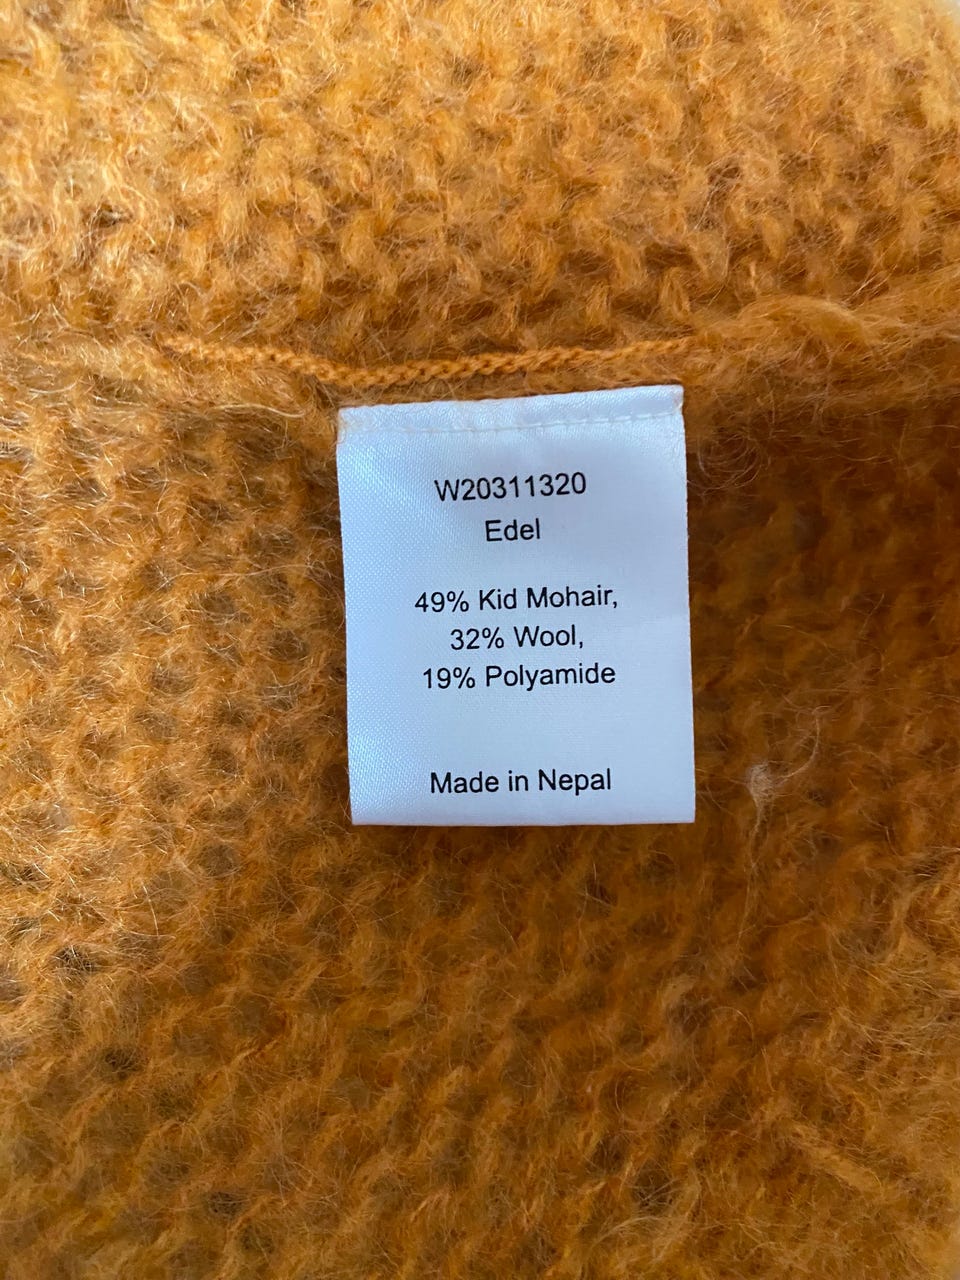 W20311320
Edel
49% Kid Mohair,
32% Wool,
19% Polyamide
Made in Nepal